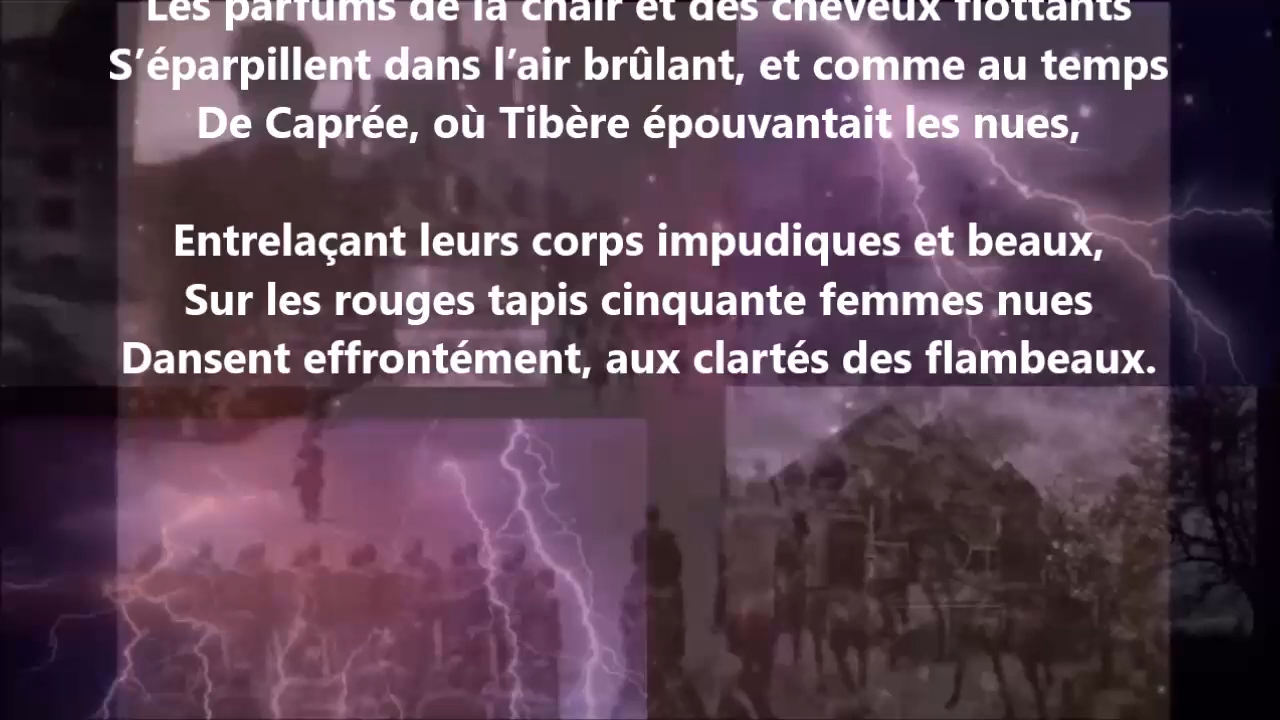 Les parfums de la chair et des cheveux flottants
S’éparpillent dans l’air brûlant, et comme au temps
De Caprée, où Tibère épouvantait les nues,
Entrelaçant leurs corps impudiques et beaux,
Sur les rouges tapis cinquante femmes nues
Dansent effrontément, aux clartés des flambeaux.